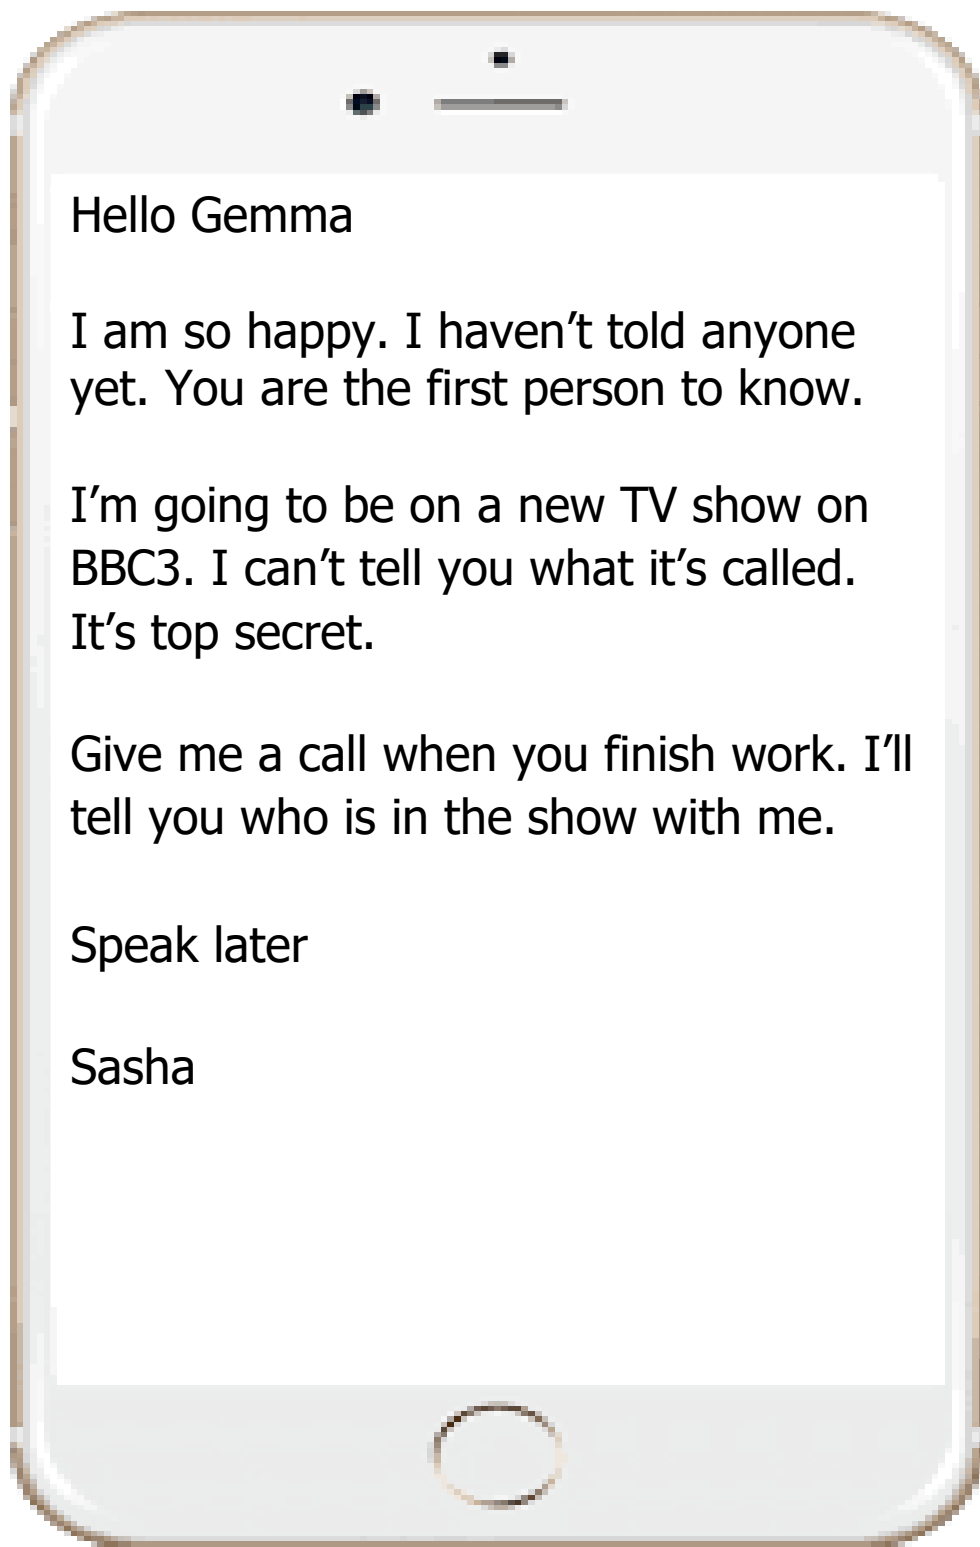 Hello Gemma
I am so happy. I haven’t told anyone
yet. You are the first person to know.
I’m going to be on a new TV show on
BBC3. I can’t tell you what it’s called.
It’s top secret.
Give me a call when you finish work. I’ll
tell you who is in the show with me.
Speak later
Sasha